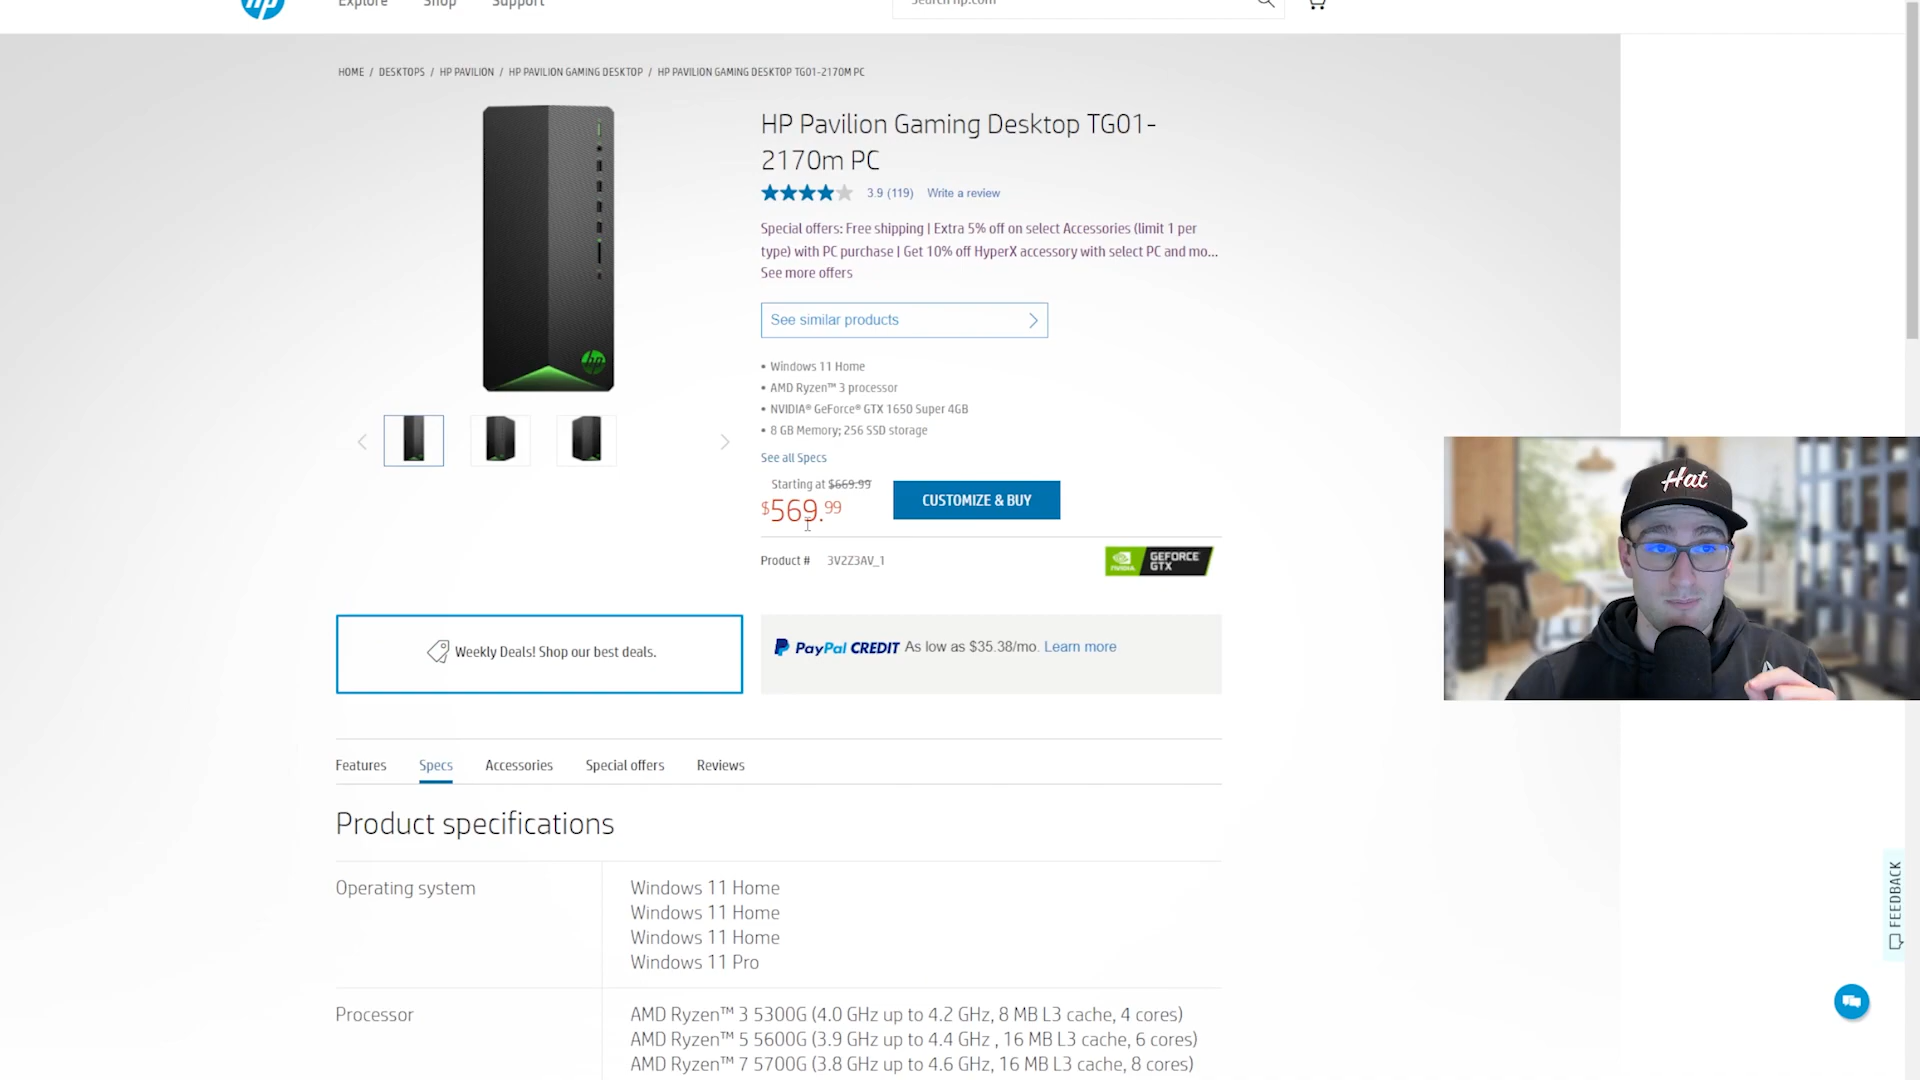 hp
Explore Shop Support
Search hp.com
HOME / DESKTOPS / HP PAVILION / HP PAVILION GAMING DESKTOP / HP PAVILION GAMING DESKTOP TG01-2170M PC
HP Pavilion Gaming Desktop TG01-
2170m PC
3.9 (119) Write a review
Special offers: Free shipping | Extra 5% off on select Accessories (limit 1 per
type) with PC purchase | Get 10% off HyperX accessory with select PC and mo...
See more offers
See similar products
• Windows 11 Home
• AMD Ryzen™ 3 processor
• NVIDIA® GeForce® GTX 1650 Super 4GB
• 8 GB Memory; 256 SSD storage
See all Specs
Starting at $669.99
$569.99
CUSTOMIZE & BUY
Product # 3V2Z3AV_1
NVIDIA GEFORCE GTX
Hat
Weekly Deals! Shop our best deals.
PayPal CREDIT As low as $35.38/mo. Learn more
Features Specs Accessories Special offers Reviews
Product specifications
Operating system
Windows 11 Home
Windows 11 Home
Windows 11 Home
Windows 11 Pro
Processor
AMD Ryzen™ 3 5300G (4.0 GHz up to 4.2 GHz, 8 MB L3 cache, 4 cores)
AMD Ryzen™ 5 5600G (3.9 GHz up to 4.4 GHz , 16 MB L3 cache, 6 cores)
AMD Ryzen™ 7 5700G (3.8 GHz up to 4.6 GHz, 16 MB L3 cache, 8 cores)
FEEDBACK